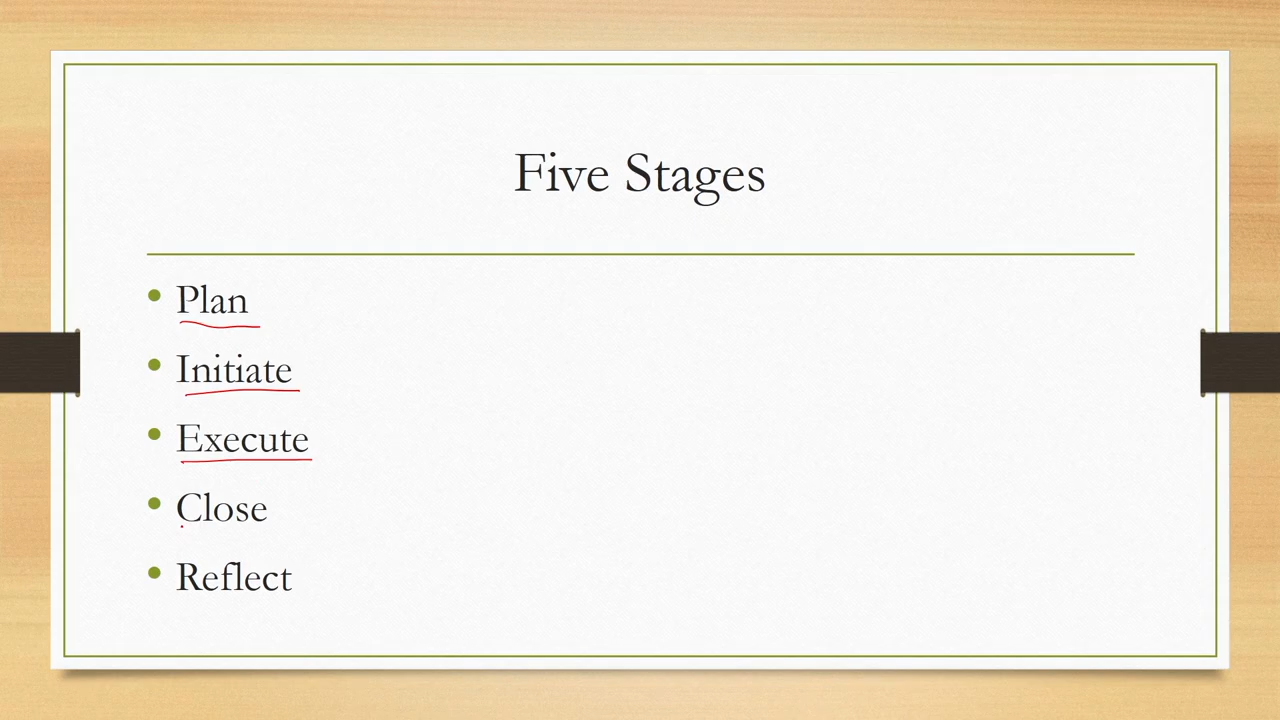 Five Stages
Plan
Initiate
Execute
Close
Reflect